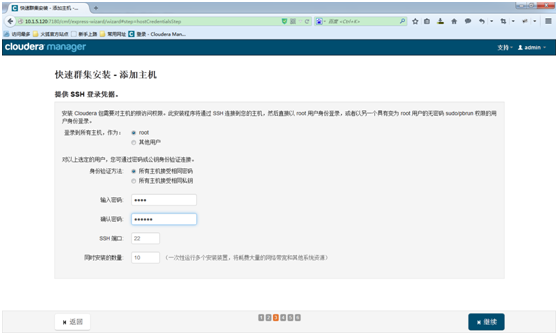 快速群集安装 - 添加主机...
10.1.5.120:7180/cmf/express-wizard/wizard#step=hostCredentialsStep
百度 <Ctrl+K>
访问最多 火狐官方站点 新手上路 常用网址 登录 - Cloudera Man...
cloudera manager
支持 admin
快速群集安装 - 添加主机
提供 SSH 登录凭据。
安装 Cloudera 包需要对主机的根访问权限。此安装程序将通过 SSH 连接到您的主机，然后直接以 root 用户身份登录，或者以另一个具有变为 root 用户的无密码 sudo/pbrun 权限的用
户身份登录。
登录到所有主机，作为: root
其他用户
对以上选定的用户，您可通过密码或公钥身份验证连接。
身份验证方法: 所有主机接受相同密码
所有主机接受相同私钥
输入密码: ••••
确认密码: ••••••
SSH 端口: 22
同时安装的数量: 10 （一次性运行多个安装装置，将耗费大量的网络带宽和其他系统资源）
返回 1 2 3 4 5 6 继续